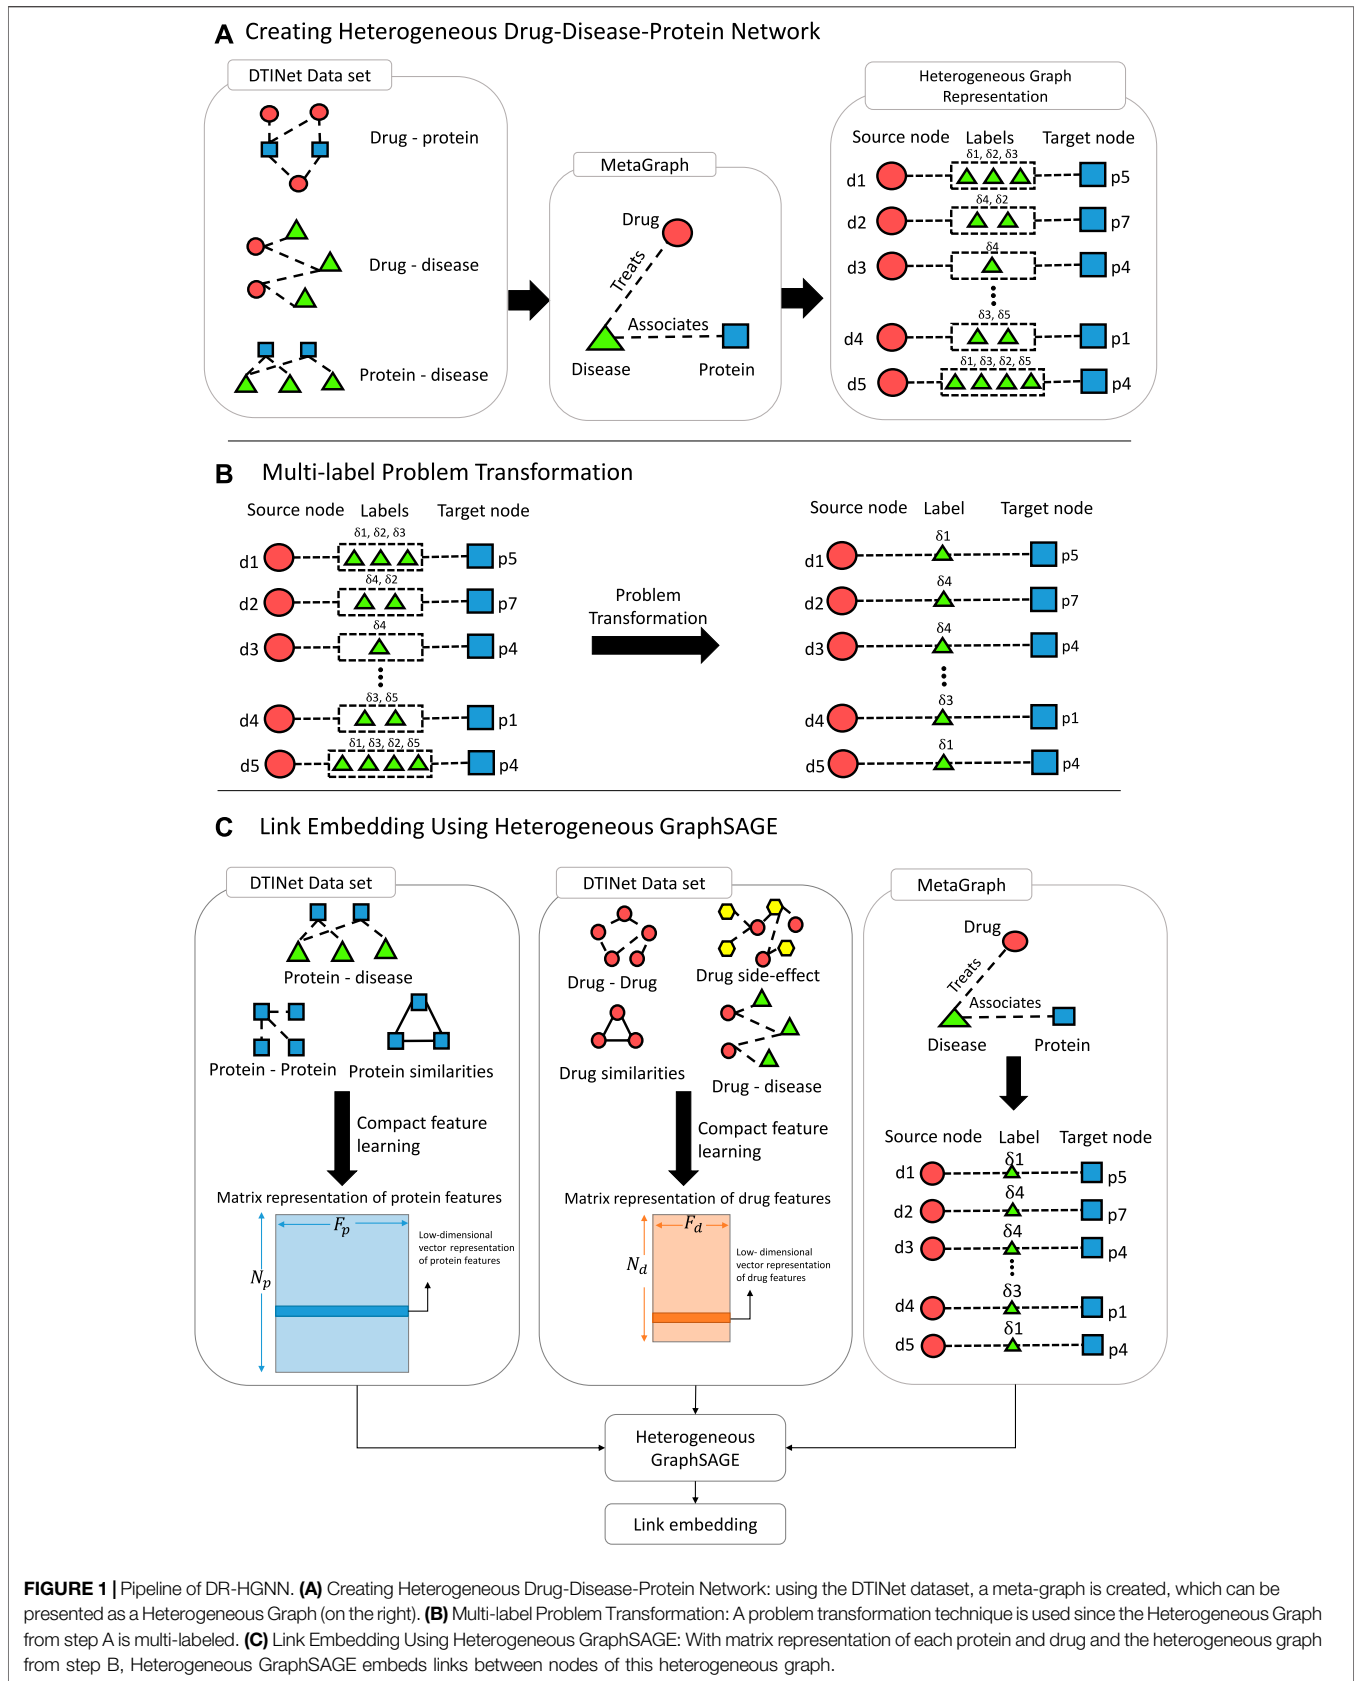 A Creating Heterogeneous Drug-Disease-Protein Network
DTINet Data set
Drug - protein
Drug - disease
Protein - disease
MetaGraph
Drug
Treats
Associates
Disease
Protein
Heterogeneous Graph
Representation
Source node Labels Target node
δ1, δ2, δ3
d1 p5
δ4, δ2
d2 p7
δ4
d3 p4
δ3, δ5
d4 p1
δ1, δ3, δ2, δ5
d5 p4
B Multi-label Problem Transformation
Source node Labels Target node
δ1, δ2, δ3
d1 p5
δ4, δ2
d2 p7
δ4
d3 p4
δ3, δ5
d4 p1
δ1, δ3, δ2, δ5
d5 p4
Problem
Transformation
Source node Label Target node
δ1
d1 p5
δ4
d2 p7
δ4
d3 p4
δ3
d4 p1
δ1
d5 p4
C Link Embedding Using Heterogeneous GraphSAGE
DTINet Data set
Protein - disease
Protein - Protein
Protein similarities
Compact feature
learning
Matrix representation of protein features
Fp
Np
Low-dimensional
vector representation
of protein features
DTINet Data set
Drug - Drug
Drug side-effect
Drug similarities
Drug - disease
Compact feature
learning
Matrix representation of drug features
Fd
Nd
Low- dimensional
vector representation
of drug features
MetaGraph
Drug
Treats
Associates
Disease
Protein
Source node Label Target node
δ1
d1 p5
δ4
d2 p7
δ4
d3 p4
δ3
d4 p1
δ1
d5 p4
Heterogeneous
GraphSAGE
Link embedding
FIGURE 1 | Pipeline of DR-HGNN. (A) Creating Heterogeneous Drug-Disease-Protein Network: using the DTINet dataset, a meta-graph is created, which can be
presented as a Heterogeneous Graph (on the right). (B) Multi-label Problem Transformation: A problem transformation technique is used since the Heterogeneous Graph
from step A is multi-labeled. (C) Link Embedding Using Heterogeneous GraphSAGE: With matrix representation of each protein and drug and the heterogeneous graph
from step B, Heterogeneous GraphSAGE embeds links between nodes of this heterogeneous graph.